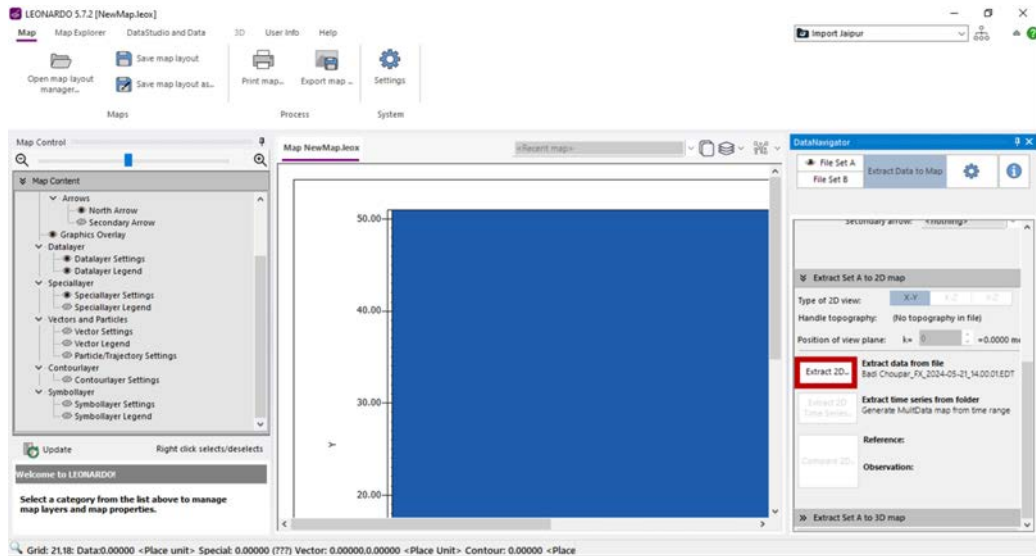 LEONARDO 5.7.2 [NewMap.leox]
Map Map Explorer DataStudio and Data 3D User Info Help
Import Jaipur
Open map layout manager...
Save map layout
Save map layout as...
Print map...
Export map ...
Settings
Maps Process System
Map Control
Map Content
Arrows
North Arrow
Secondary Arrow
Graphics Overlay
Datalayer
Datalayer Settings
Datalayer Legend
Speciallayer
Speciallayer Settings
Speciallayer Legend
Vectors and Particles
Vector Settings
Vector Legend
Particle/Trajectory Settings
Contourlayer
Contourlayer Settings
Symbollayer
Symbollayer Settings
Symbollayer Legend
Update Right click selects/deselects
Welcome to LEONARDO!
Select a category from the list above to manage
map layers and map properties.
Map NewMap.leox <Recent map>
50.00
40.00
30.00
20.00
Y
DataNavigator
File Set A
File Set B
Extract Data to Map
Secondary arrow: <nothing>
Extract Set A to 2D map
Type of 2D view: X-Y X-Z Y-Z
Handle topography: (No topography in file)
Position of view plane: k= 0 =0.0000 m
Extract 2D...
Extract data from file
Badi Choupar_FX_2024-05-21_14.00.01.EDT
Extract 2D
Time Series...
Extract time series from folder
Generate MultData map from time range
Compare 2D...
Reference:
Observation:
Extract Set A to 3D map
Grid: 21,18: Data:0.00000 <Place unit> Special: 0.00000 (???) Vector: 0.00000,0.00000 <Place Unit> Contour: 0.00000 <Place